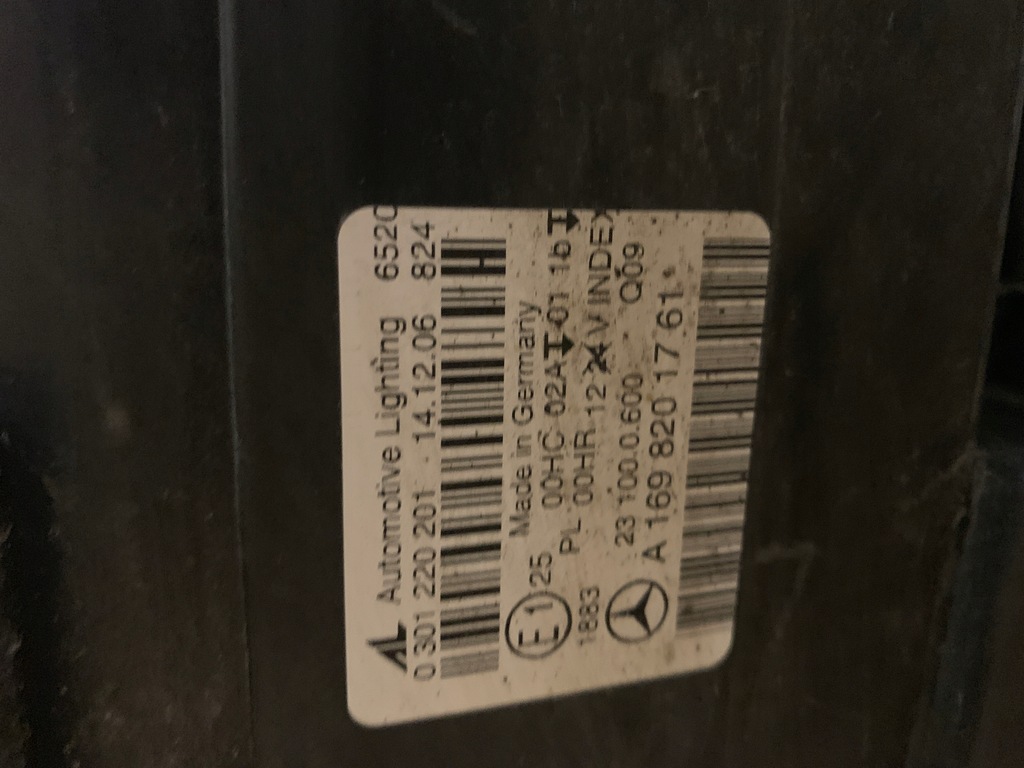 AL Automotive Lighting 6520
0 301 220 201 14.12.06 824
Made in Germany
E1 25 00HC 02A 01 1b
1883 PL 00HR 12 24 V INDEX
23 100.0.600 Q09
A 169 820 17 61